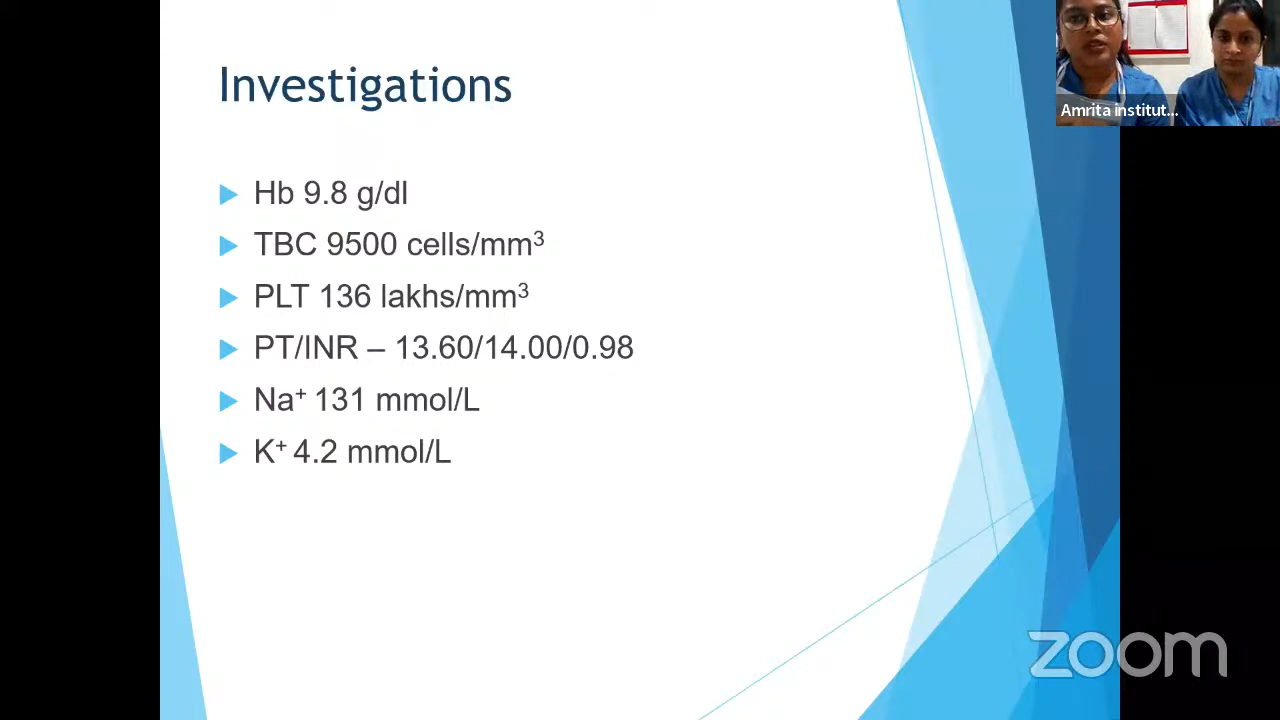 Investigations
Amrita institut...
Hb 9.8 g/dl
TBC 9500 cells/mm³
PLT 136 lakhs/mm³
PT/INR – 13.60/14.00/0.98
Na⁺ 131 mmol/L
K⁺ 4.2 mmol/L
zoom